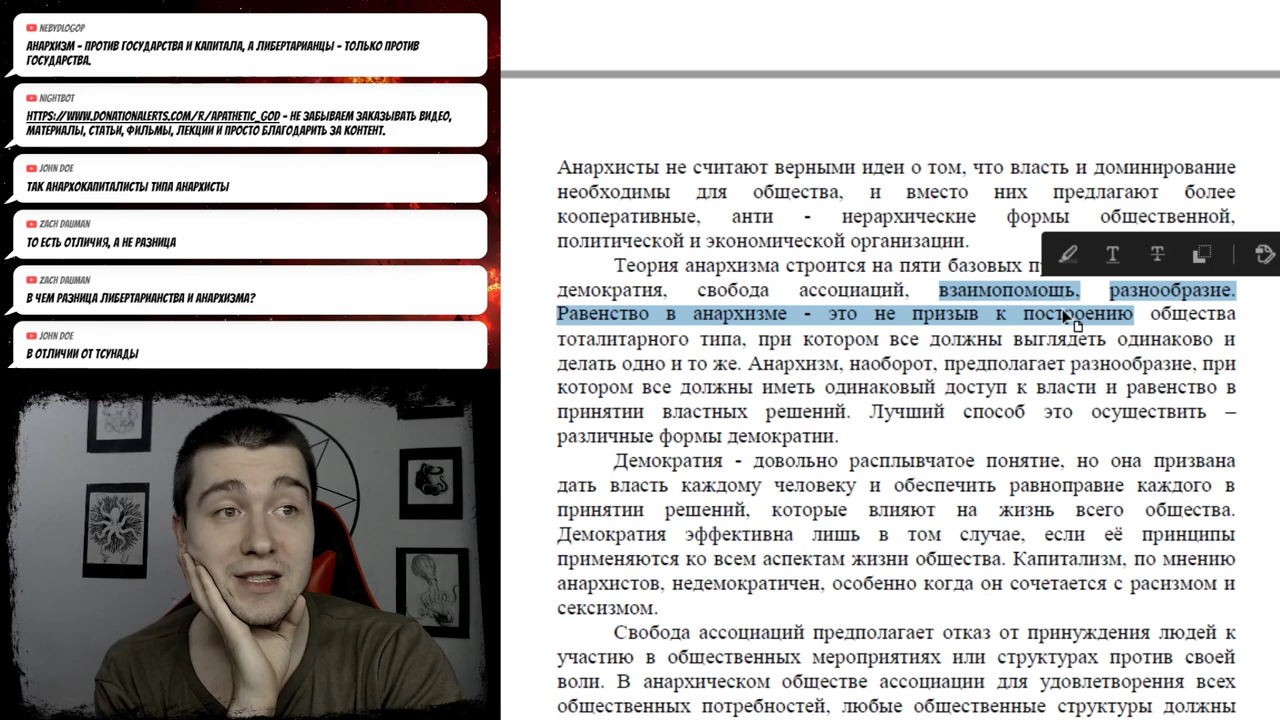 NEBYDLOGOP
АНАРХИЗМ - ПРОТИВ ГОСУДАРСТВА И КАПИТАЛА, А ЛИБЕРТАРИАНЦЫ - ТОЛЬКО ПРОТИВ
ГОСУДАРСТВА.
NIGHTBOT
HTTPS://WWW.DONATIONALERTS.COM/R/APATHETIC_GOD - НЕ ЗАБЫВАЕМ ЗАКАЗЫВАТЬ ВИДЕО,
МАТЕРИАЛЫ, СТАТЬИ, ФИЛЬМЫ, ЛЕКЦИИ И ПРОСТО БЛАГОДАРИТЬ ЗА КОНТЕНТ.
JOHN DOE
ТАК АНАРХОКАПИТАЛИСТЫ ТИПА АНАРХИСТЫ
ZACH DAUMAN
ТО ЕСТЬ ОТЛИЧИЯ, А НЕ РАЗНИЦА
ZACH DAUMAN
В ЧЕМ РАЗНИЦА ЛИБЕРТАРИАНСТВА И АНАРХИЗМА?
JOHN DOE
В ОТЛИЧИИ ОТ ТСУНАДЫ
Анархисты не считают верными идеи о том, что власть и доминирование
необходимы для общества, и вместо них предлагают более
кооперативные, анти - иерархические формы общественной,
политической и экономической организации.
Теория анархизма строится на пяти базовых
демократия, свобода ассоциаций, взаимопомощь, разнообразие.
Равенство в анархизме - это не призыв к построению общества
тоталитарного типа, при котором все должны выглядеть одинаково и
делать одно и то же. Анархизм, наоборот, предполагает разнообразие, при
котором все должны иметь одинаковый доступ к власти и равенство в
принятии властных решений. Лучший способ это осуществить –
различные формы демократии.
Демократия - довольно расплывчатое понятие, но она призвана
дать власть каждому человеку и обеспечить равноправие каждого в
принятии решений, которые влияют на жизнь всего общества.
Демократия эффективна лишь в том случае, если её принципы
применяются ко всем аспектам жизни общества. Капитализм, по мнению
анархистов, недемократичен, особенно когда он сочетается с расизмом и
сексизмом.
Свобода ассоциаций предполагает отказ от принуждения людей к
участию в общественных мероприятиях или структурах против своей
воли. В анархическом обществе ассоциации для удовлетворения всех
общественных потребностей, любые общественные структуры должны